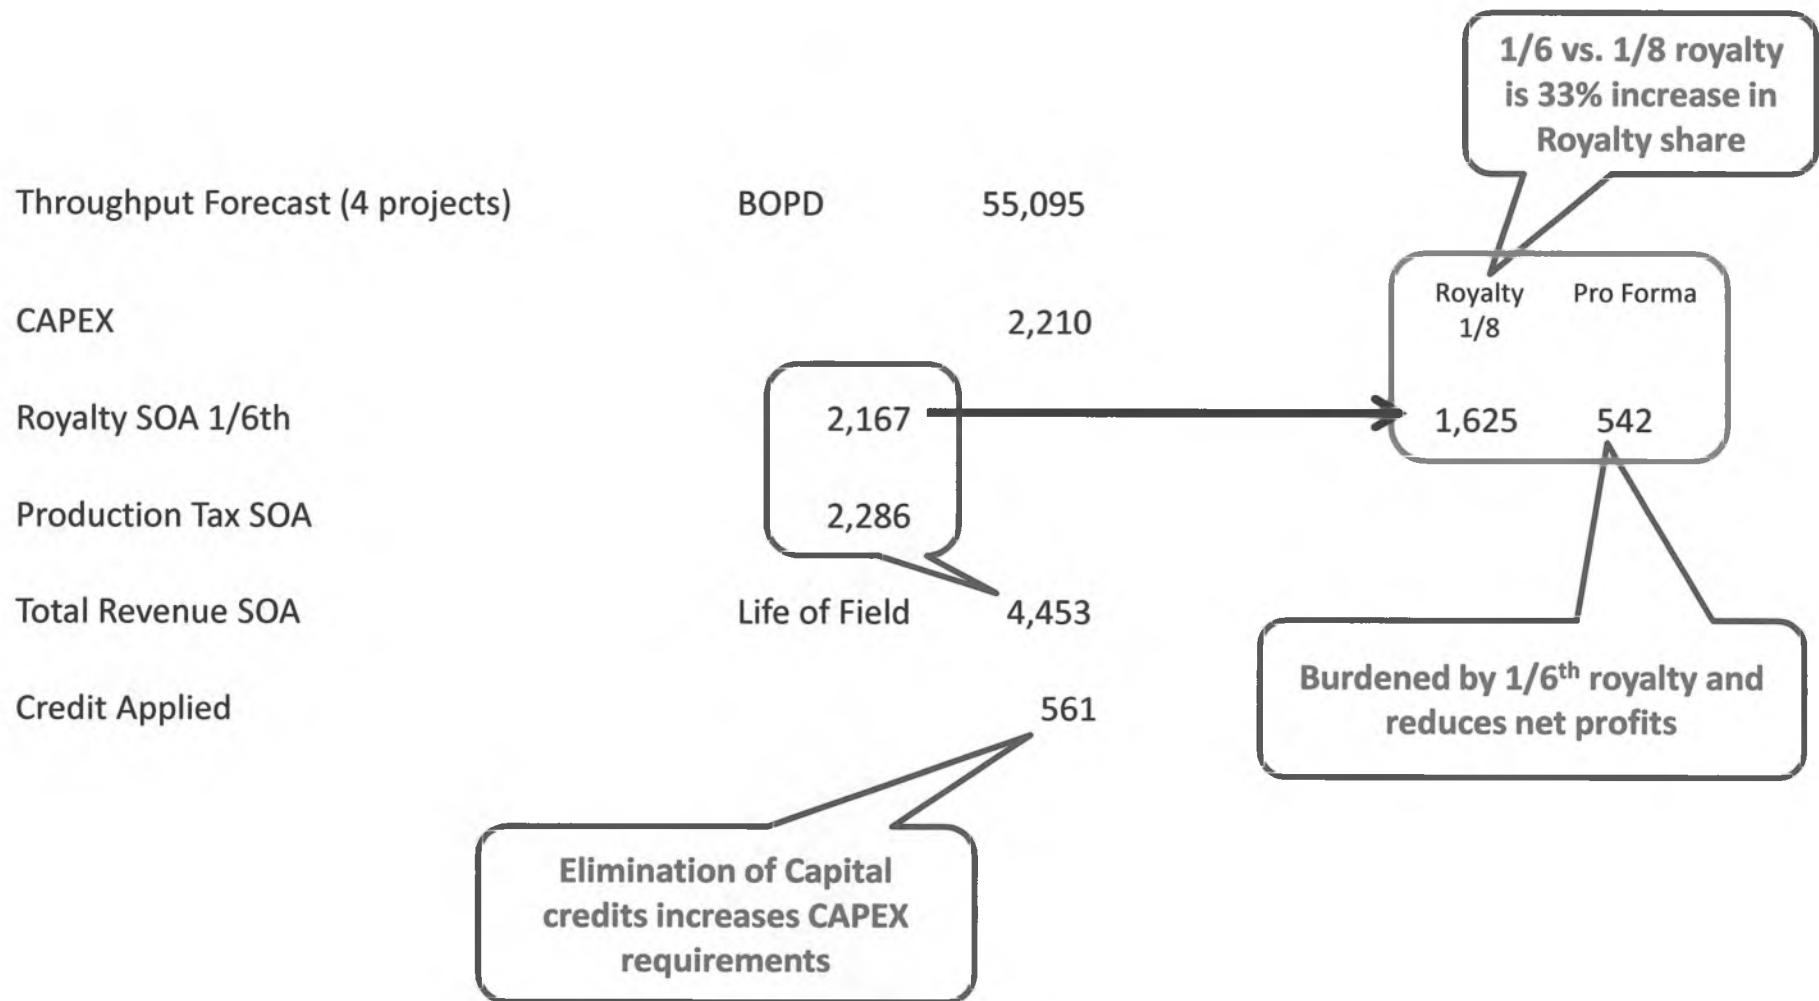 1/6 vs. 1/8 royalty
is 33% increase in
Royalty share
Throughput Forecast (4 projects) BOPD 55,095
Royalty Pro Forma
1/8
CAPEX 2,210
Royalty SOA 1/6th 2,167 1,625 542
Production Tax SOA 2,286
Total Revenue SOA Life of Field 4,453
Burdened by 1/6th royalty and
reduces net profits
Credit Applied 561
Elimination of Capital
credits increases CAPEX
requirements